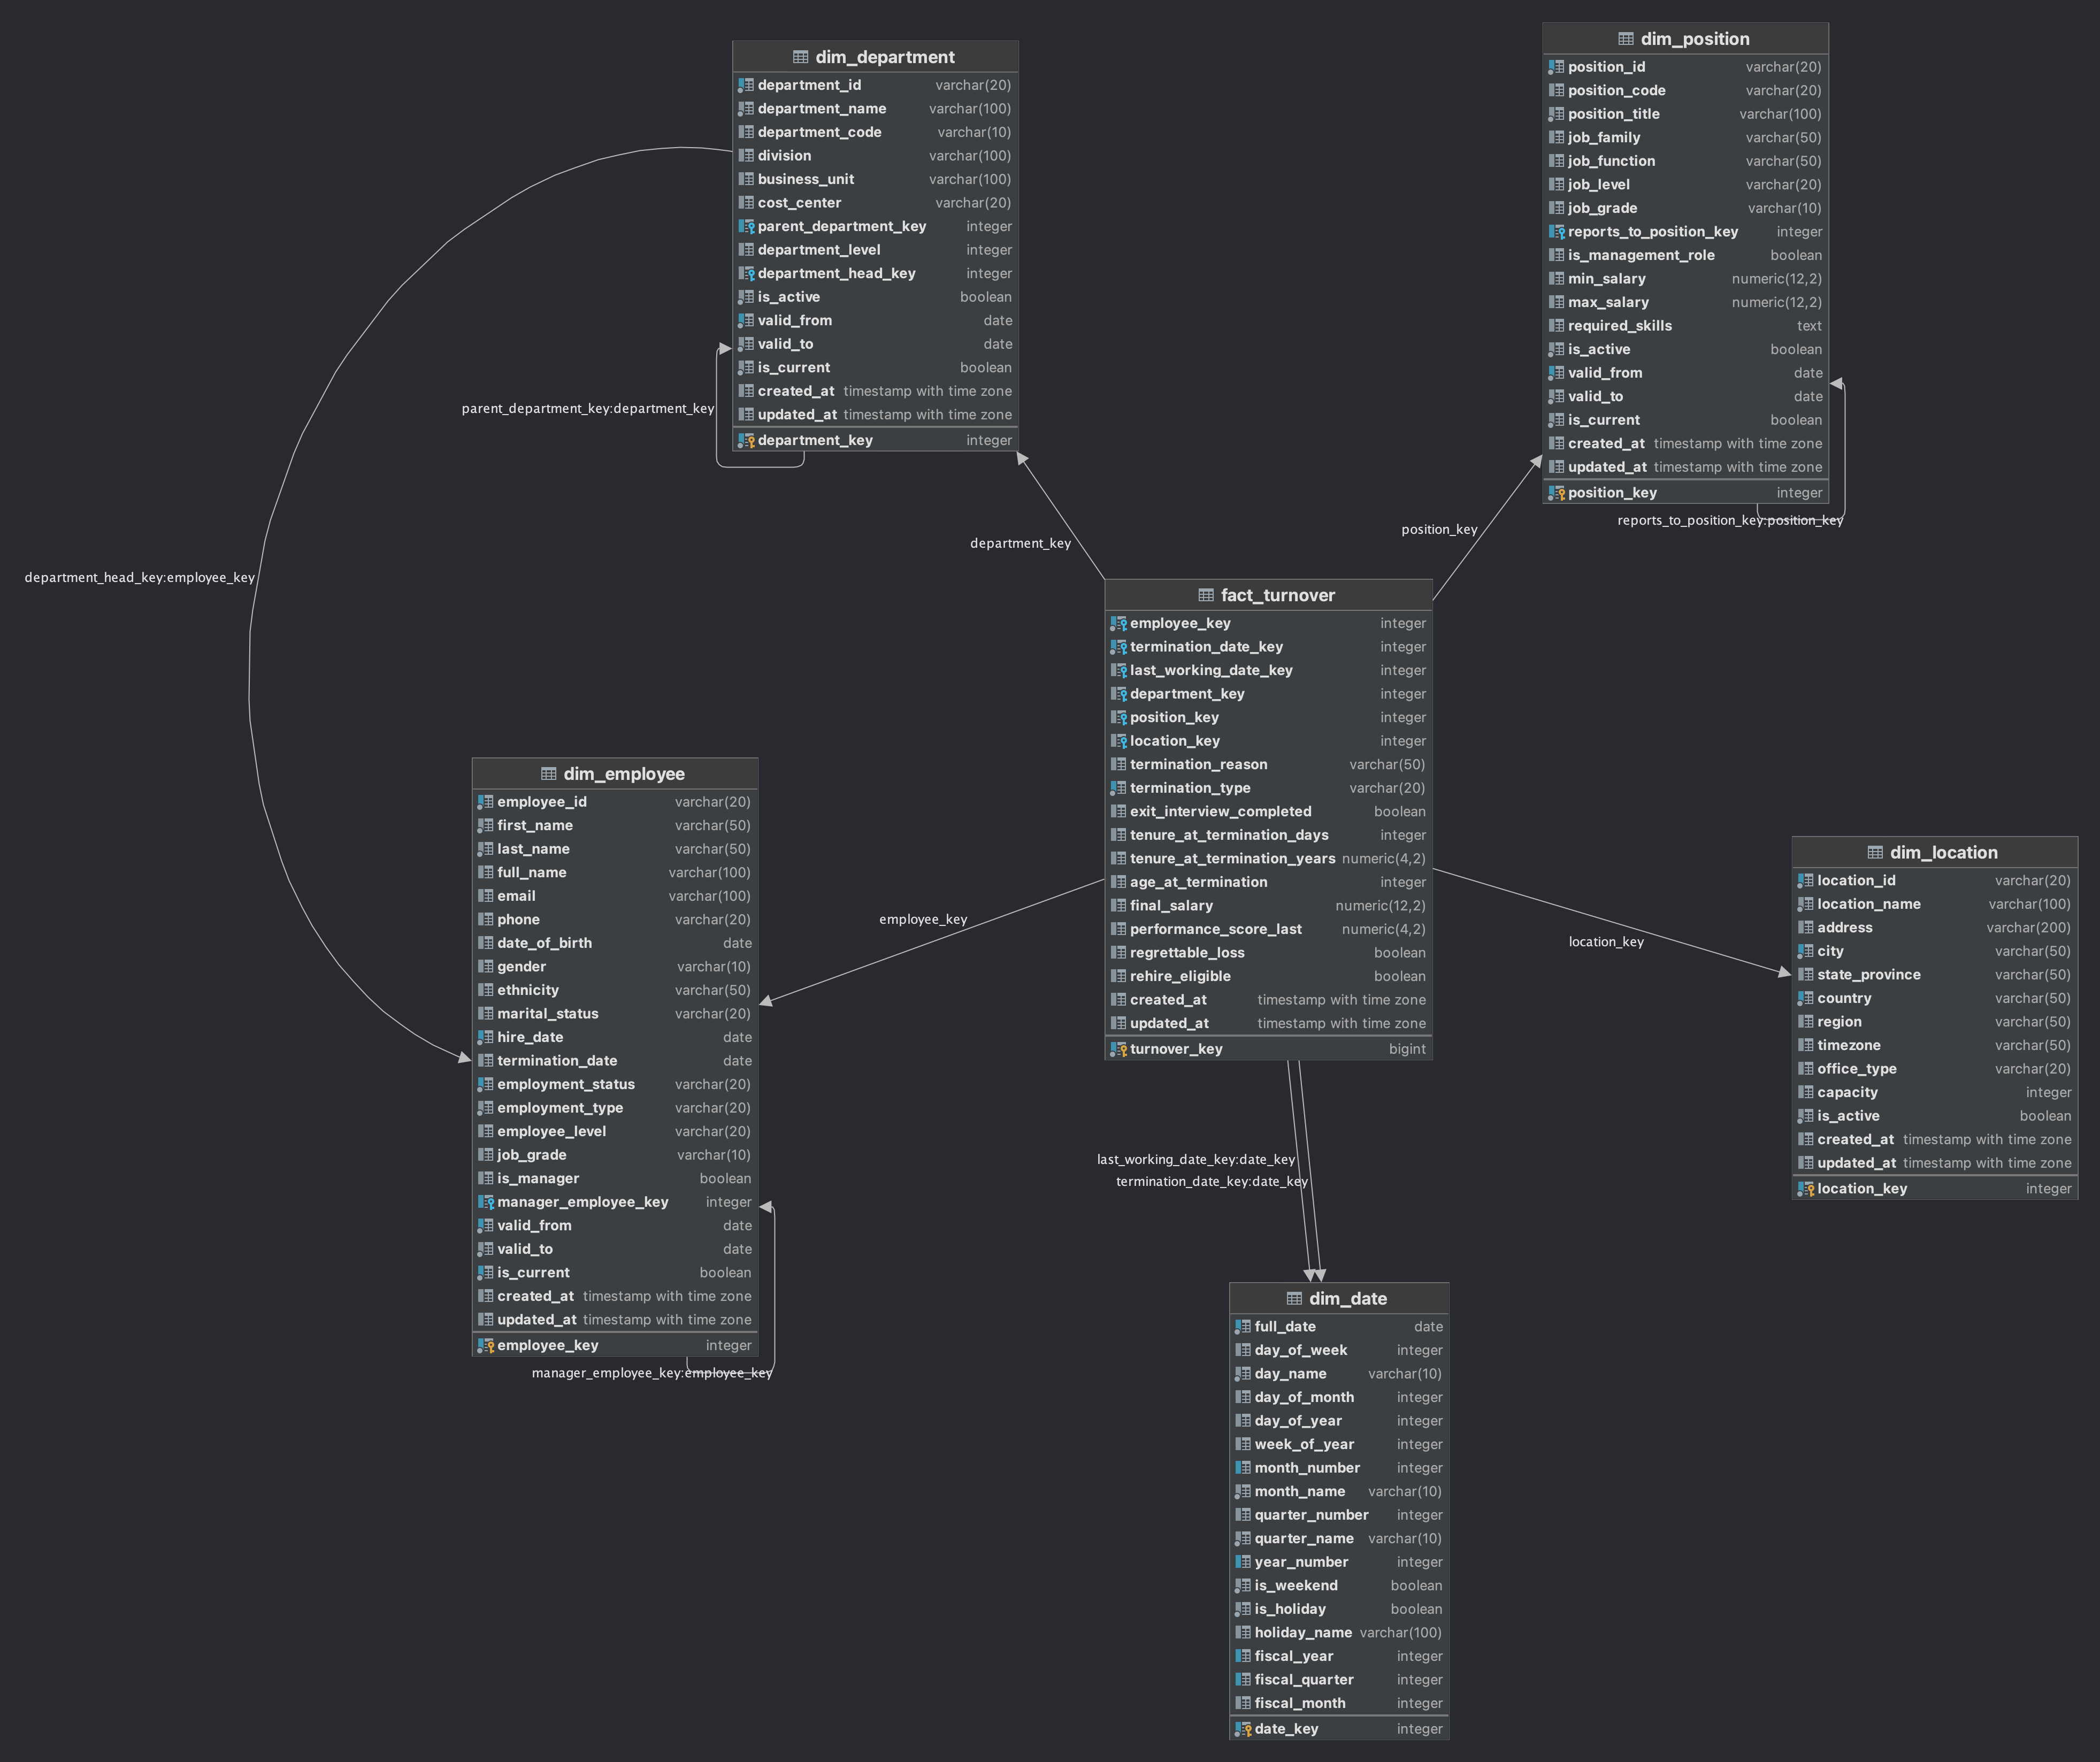 dim_department
department_id varchar(20)
department_name varchar(100)
department_code varchar(10)
division varchar(100)
business_unit varchar(100)
cost_center varchar(20)
parent_department_key integer
department_level integer
department_head_key integer
is_active boolean
valid_from date
valid_to date
is_current boolean
created_at timestamp with time zone
updated_at timestamp with time zone
department_key integer
parent_department_key:department_key
dim_position
position_id varchar(20)
position_code varchar(20)
position_title varchar(100)
job_family varchar(50)
job_function varchar(50)
job_level varchar(20)
job_grade varchar(10)
reports_to_position_key integer
is_management_role boolean
min_salary numeric(12,2)
max_salary numeric(12,2)
required_skills text
is_active boolean
valid_from date
valid_to date
is_current boolean
created_at timestamp with time zone
updated_at timestamp with time zone
position_key integer
reports_to_position_key:position_key
department_key
position_key
department_head_key:employee_key
fact_turnover
employee_key integer
termination_date_key integer
last_working_date_key integer
department_key integer
position_key integer
location_key integer
termination_reason varchar(50)
termination_type varchar(20)
exit_interview_completed boolean
tenure_at_termination_days integer
tenure_at_termination_years numeric(4,2)
age_at_termination integer
final_salary numeric(12,2)
performance_score_last numeric(4,2)
regrettable_loss boolean
rehire_eligible boolean
created_at timestamp with time zone
updated_at timestamp with time zone
turnover_key bigint
dim_employee
employee_id varchar(20)
first_name varchar(50)
last_name varchar(50)
full_name varchar(100)
email varchar(100)
phone varchar(20)
date_of_birth date
gender varchar(10)
ethnicity varchar(50)
marital_status varchar(20)
hire_date date
termination_date date
employment_status varchar(20)
employment_type varchar(20)
employee_level varchar(20)
job_grade varchar(10)
is_manager boolean
manager_employee_key integer
valid_from date
valid_to date
is_current boolean
created_at timestamp with time zone
updated_at timestamp with time zone
employee_key integer
manager_employee_key:employee_key
employee_key
location_key
dim_location
location_id varchar(20)
location_name varchar(100)
address varchar(200)
city varchar(50)
state_province varchar(50)
country varchar(50)
region varchar(50)
timezone varchar(50)
office_type varchar(20)
capacity integer
is_active boolean
created_at timestamp with time zone
updated_at timestamp with time zone
location_key integer
last_working_date_key:date_key
termination_date_key:date_key
dim_date
full_date date
day_of_week integer
day_name varchar(10)
day_of_month integer
day_of_year integer
week_of_year integer
month_number integer
month_name varchar(10)
quarter_number integer
quarter_name varchar(10)
year_number integer
is_weekend boolean
is_holiday boolean
holiday_name varchar(100)
fiscal_year integer
fiscal_quarter integer
fiscal_month integer
date_key integer